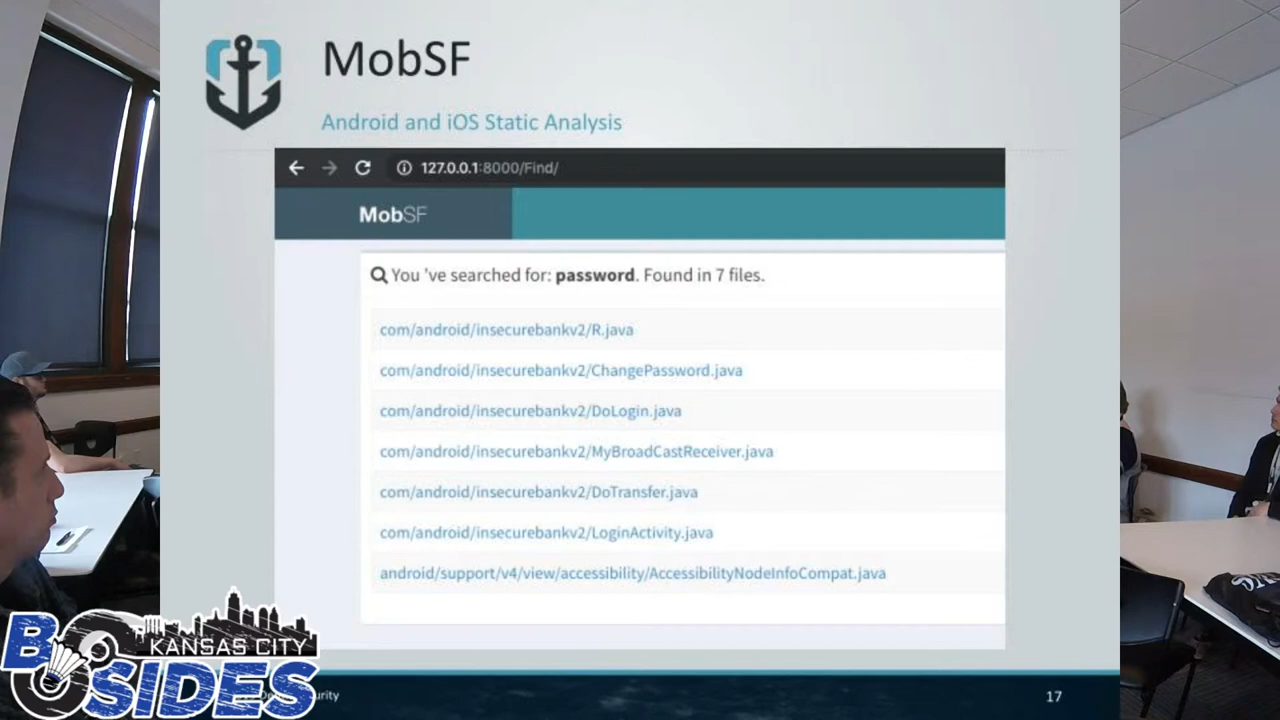 MobSF
Android and iOS Static Analysis
127.0.0.1:8000/Find/
MobSF
You 've searched for: password. Found in 7 files.
com/android/insecurebankv2/R.java
com/android/insecurebankv2/ChangePassword.java
com/android/insecurebankv2/DoLogin.java
com/android/insecurebankv2/MyBroadCastReceiver.java
com/android/insecurebankv2/DoTransfer.java
com/android/insecurebankv2/LoginActivity.java
android/support/v4/view/accessibility/AccessibilityNodeInfoCompat.java
BSIDES
KANSAS CITY
17